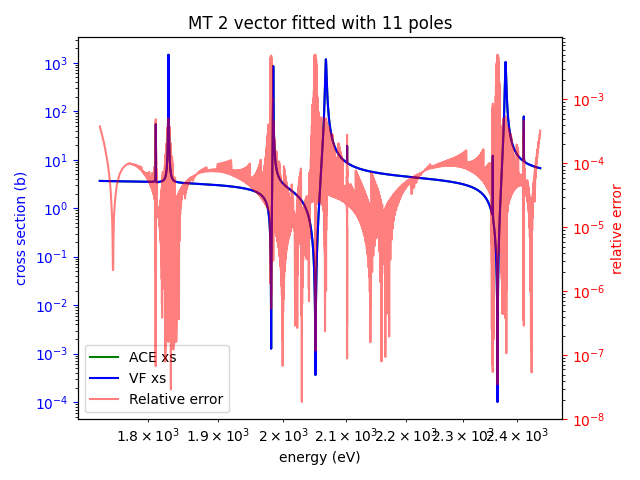 MT 2 vector fitted with 11 poles
cross section (b)
10³
10²
10¹
10⁰
10⁻¹
10⁻²
10⁻³
10⁻⁴
ACE xs
VF xs
Relative error
10⁻³
10⁻⁴
10⁻⁵
10⁻⁶
10⁻⁷
10⁻⁸
relative error
1.8 × 10³ 1.9 × 10³ 2 × 10³ 2.1 × 10³ 2.2 × 10³ 2.3 × 10³ 2.4 × 10³
energy (eV)